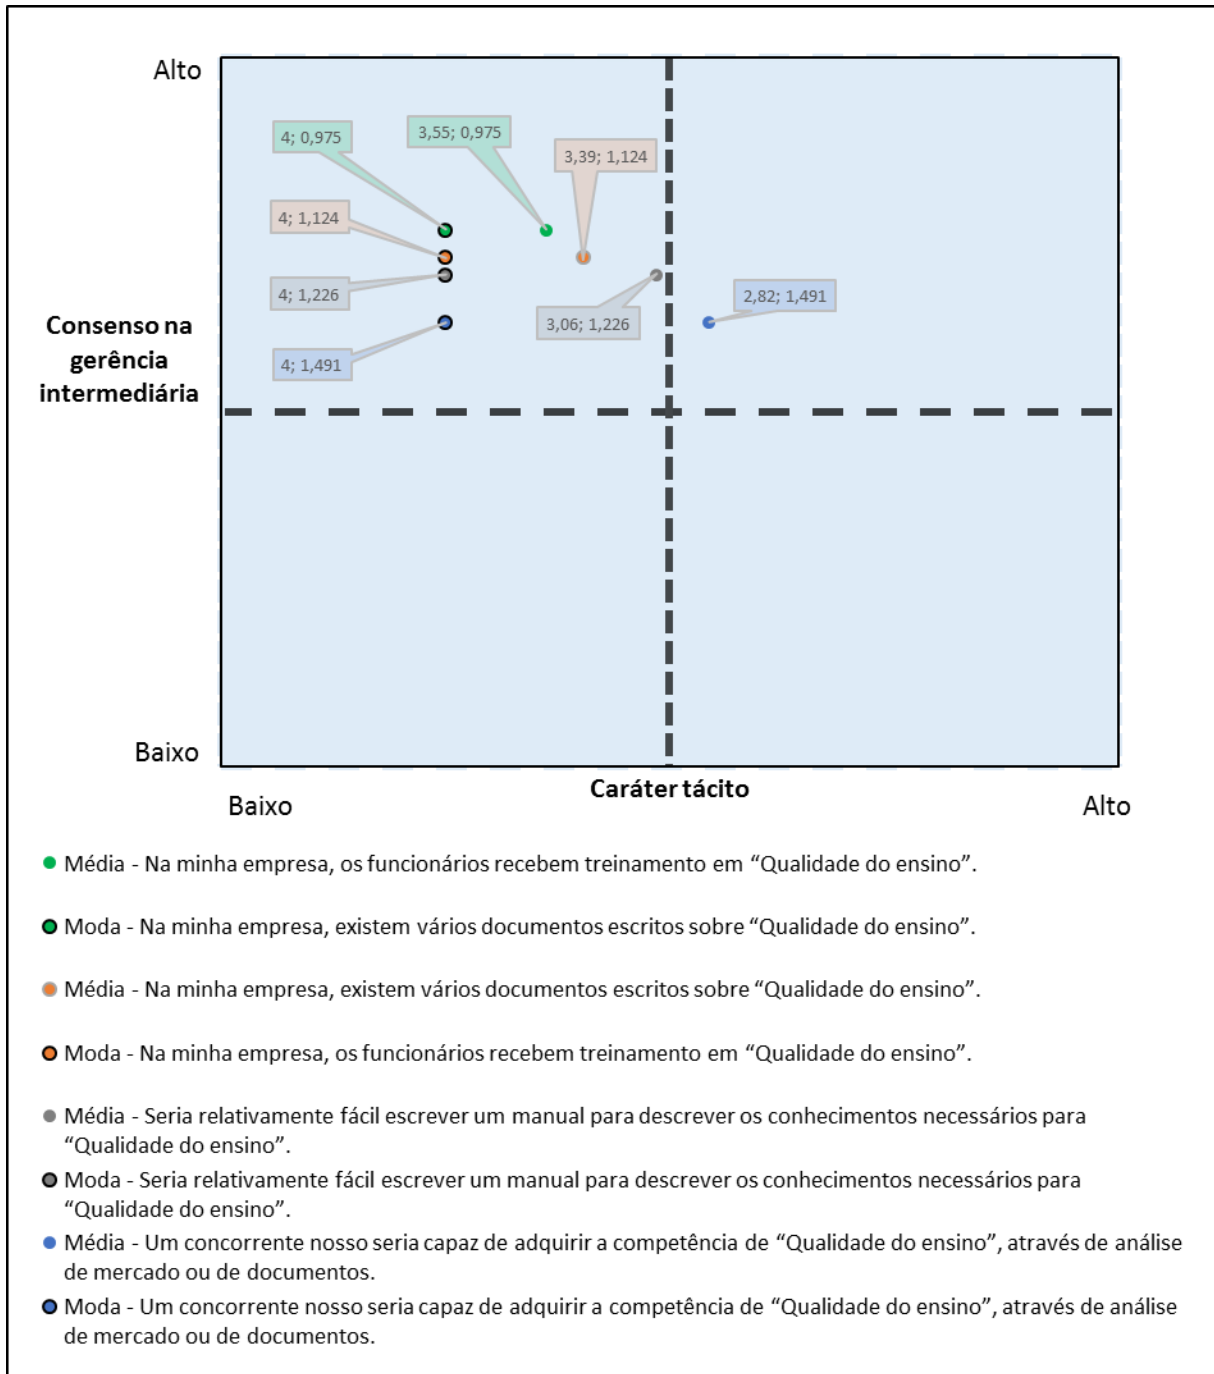 Alto
4; 0,975
3,55; 0,975
3,39; 1,124
4; 1,124
4; 1,226
3,06; 1,226
2,82; 1,491
4; 1,491
Consenso na
gerência
intermediária
Baixo
Baixo
Caráter tácito
Alto
Média - Na minha empresa, os funcionários recebem treinamento em “Qualidade do ensino”.
Moda - Na minha empresa, existem vários documentos escritos sobre “Qualidade do ensino”.
Média - Na minha empresa, existem vários documentos escritos sobre “Qualidade do ensino”.
Moda - Na minha empresa, os funcionários recebem treinamento em “Qualidade do ensino”.
Média - Seria relativamente fácil escrever um manual para descrever os conhecimentos necessários para
“Qualidade do ensino”.
Moda - Seria relativamente fácil escrever um manual para descrever os conhecimentos necessários para
“Qualidade do ensino”.
Média - Um concorrente nosso seria capaz de adquirir a competência de “Qualidade do ensino”, através de análise
de mercado ou de documentos.
Moda - Um concorrente nosso seria capaz de adquirir a competência de “Qualidade do ensino”, através de análise
de mercado ou de documentos.